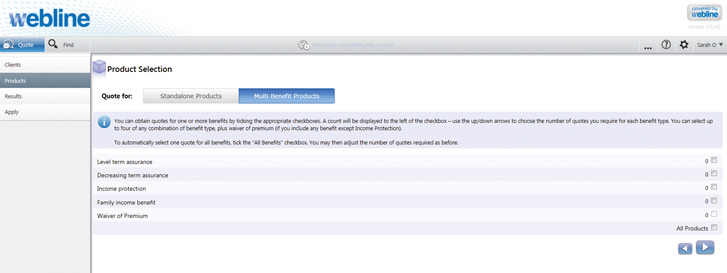 webline
powered by
webline
Quote
Find
Need help completing this screen?
...
Sarah O
Clients
Products
Results
Apply
Product Selection
Quote for:
Standalone Products
Multi Benefit Products
You can obtain quotes for one or more benefits by ticking the appropriate checkboxes. A count will be displayed to the left of the checkbox – use the up/down arrows to choose the number of quotes you require for each benefit type. You can select
up to four of any combination of benefit type, plus waiver of premium (if you include any benefit except Income Protection).
To automatically select one quote for all benefits, tick the "All Benefits" checkbox. You may then adjust the number of quotes required as before.
Level term assurance 0
Decreasing term assurance 0
Income protection 0
Family income benefit 0
Waiver of Premium 0
All Products